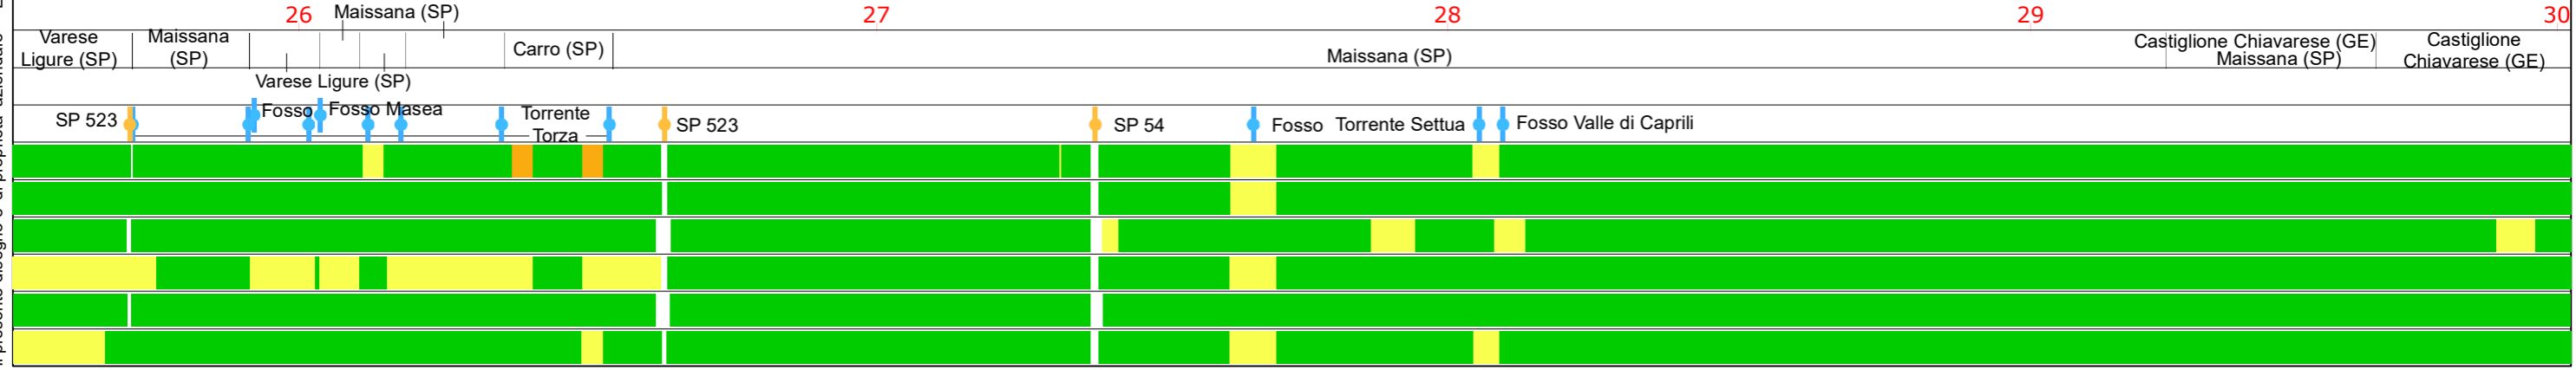 26 27 28 29 30
Maissana (SP)
Varese
Ligure (SP)
Maissana
(SP)
Carro (SP)
Maissana (SP)
Castiglione Chiavarese (GE)
Maissana (SP)
Castiglione
Chiavarese (GE)
Varese Ligure (SP)
SP 523
Fosso
Fosso Masea
Torrente
Torza
SP 523
SP 54
Fosso
Torrente Settua
Fosso Valle di Caprili